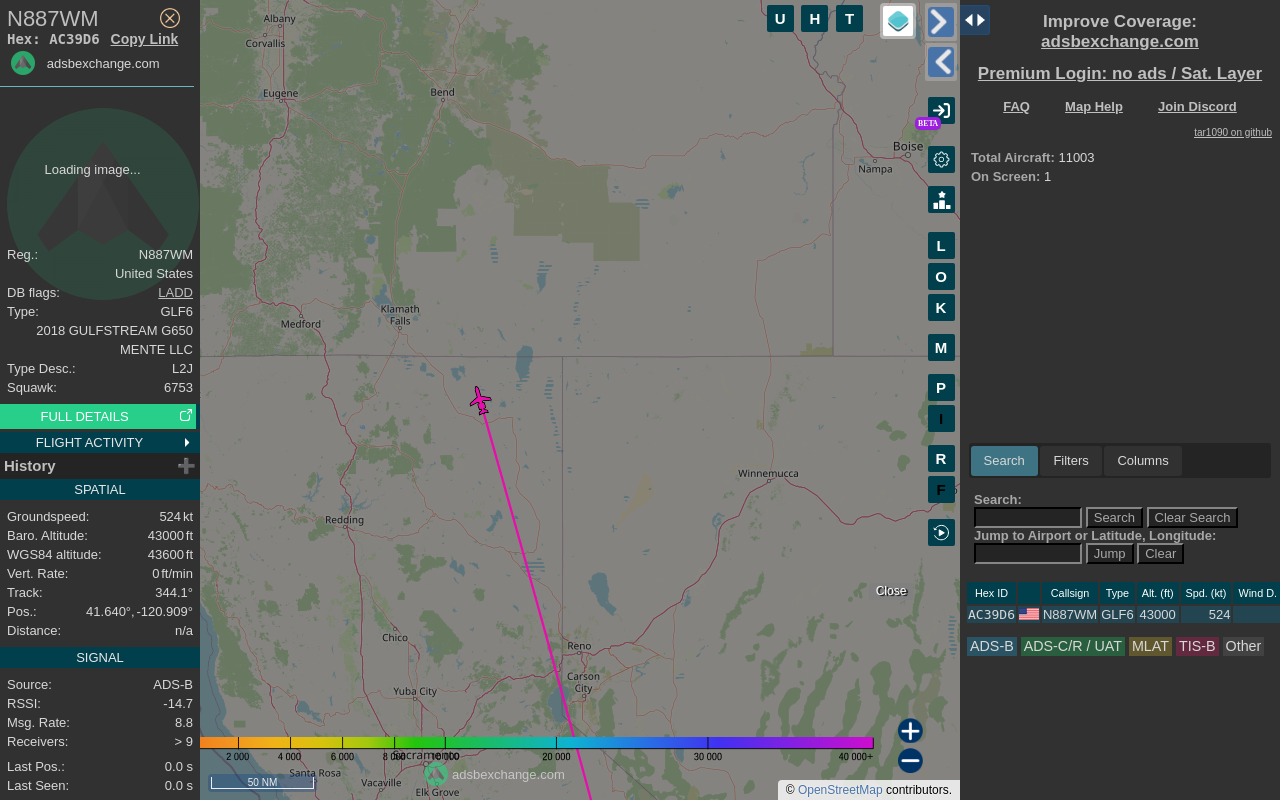 N887WM
Hex: AC39D6 Copy Link
adsbexchange.com
Loading image...
Reg.: N887WM
United States
DB flags: LADD
Type: GLF6
2018 GULFSTREAM G650
MENTE LLC
Type Desc.: L2J
Squawk: 6753
FULL DETAILS
FLIGHT ACTIVITY
History
SPATIAL
Groundspeed: 524 kt
Baro. Altitude: 43000 ft
WGS84 altitude: 43600 ft
Vert. Rate: 0 ft/min
Track: 344.1°
Pos.: 41.640°, -120.909°
Distance: n/a
SIGNAL
Source: ADS-B
RSSI: -14.7
Msg. Rate: 8.8
Receivers: > 9
Last Pos.: 0.0 s
Last Seen: 0.0 s
Albany
Corvallis
Eugene
Bend
Boise
Nampa
Medford
Klamath
Falls
Winnemucca
Redding
Chico
Reno
Carson
City
Yuba City
Sacramento
Santa Rosa
Vacaville
Elk Grove
2 000 4 000 6 000 8 000 10 000 20 000 30 000 40 000+
50 NM
adsbexchange.com
© OpenStreetMap contributors.
Close
U H T
BETA
L
O
K
M
P
I
R
F
Improve Coverage:
adsbexchange.com
Premium Login: no ads / Sat. Layer
FAQ Map Help Join Discord
tar1090 on github
Total Aircraft: 11003
On Screen: 1
Search Filters Columns
Search:
Search Clear Search
Jump to Airport or Latitude, Longitude:
Jump Clear
Hex ID Callsign Type Alt. (ft) Spd. (kt) Wind D.
AC39D6 N887WM GLF6 43000 524
ADS-B ADS-C/R / UAT MLAT TIS-B Other